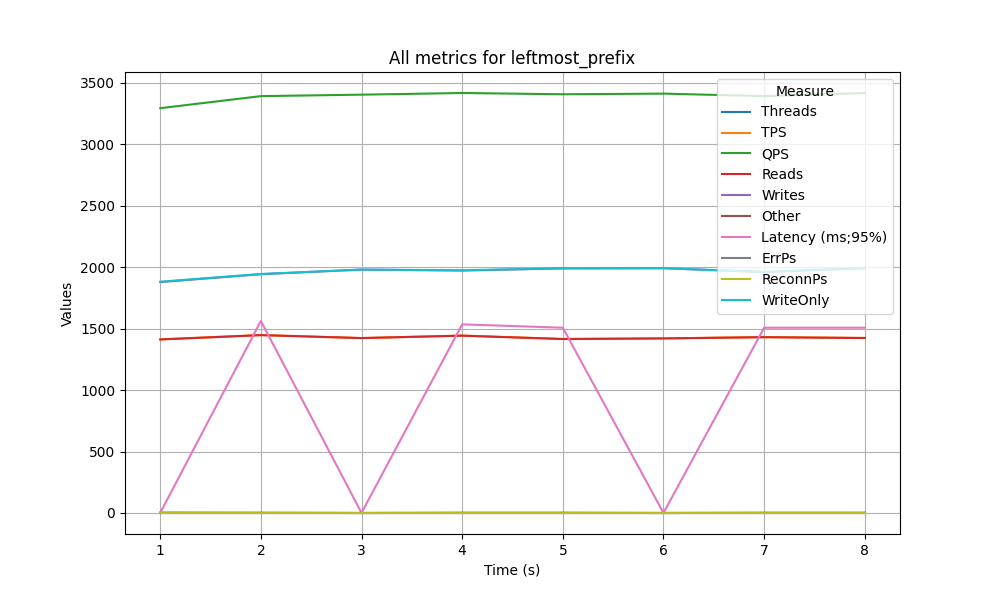 All metrics for leftmost_prefix
Values
3500
3000
2500
2000
1500
1000
500
0
Measure
Threads
TPS
QPS
Reads
Writes
Other
Latency (ms;95%)
ErrPs
ReconnPs
WriteOnly
1 2 3 4 5 6 7 8
Time (s)